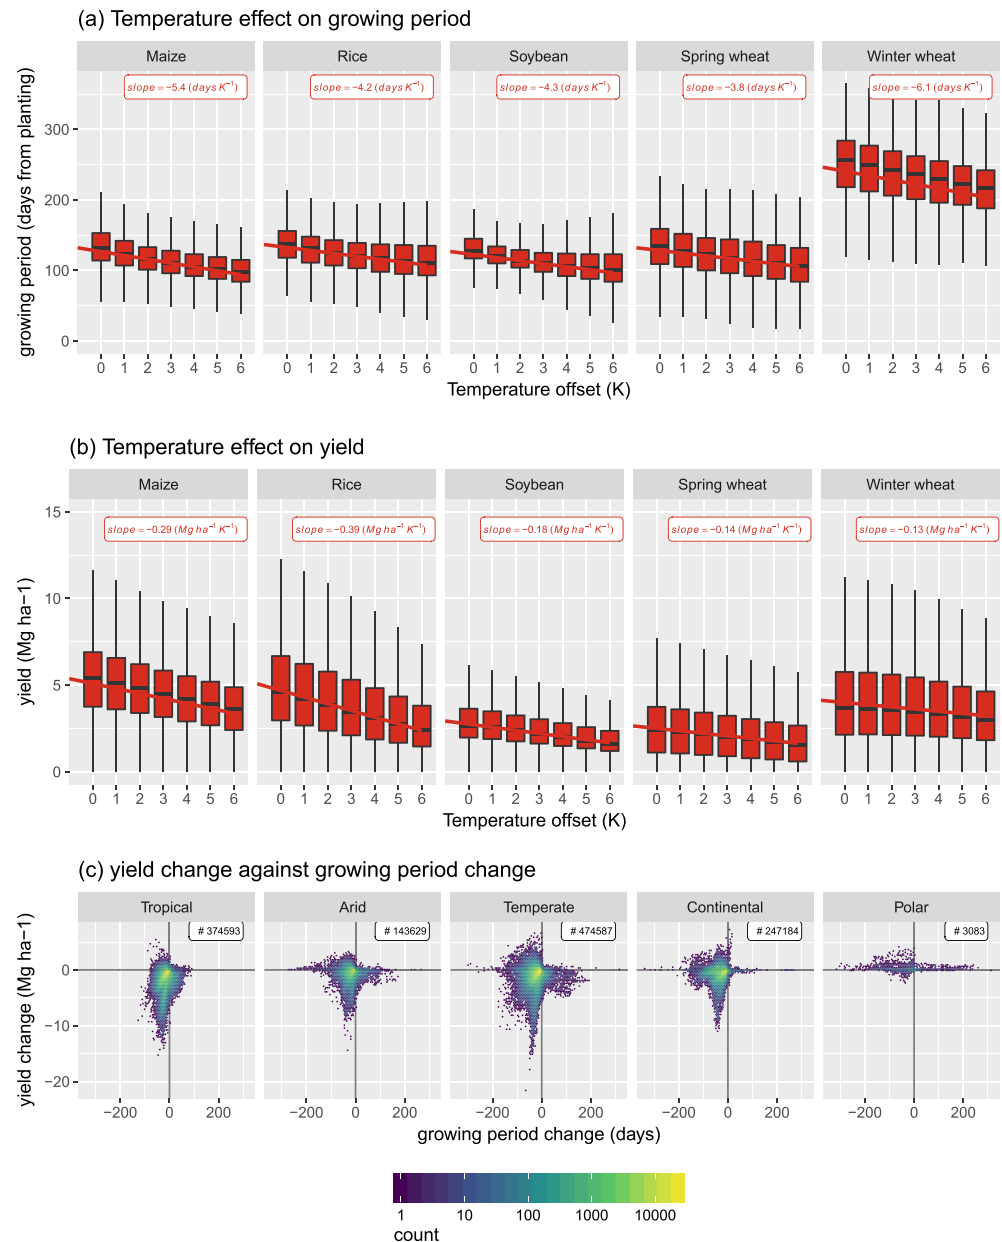 (a) Temperature effect on growing period
Maize Rice Soybean Spring wheat Winter wheat
slope = −5.4 (days K⁻¹) slope = −4.2 (days K⁻¹) slope = −4.3 (days K⁻¹) slope = −3.8 (days K⁻¹) slope = −6.1 (days K⁻¹)
growing period (days from planting)
300
200
100
0
0 1 2 3 4 5 6 0 1 2 3 4 5 6 0 1 2 3 4 5 6 0 1 2 3 4 5 6 0 1 2 3 4 5 6
Temperature offset (K)
(b) Temperature effect on yield
Maize Rice Soybean Spring wheat Winter wheat
slope = −0.29 (Mg ha⁻¹ K⁻¹) slope = −0.39 (Mg ha⁻¹ K⁻¹) slope = −0.18 (Mg ha⁻¹ K⁻¹) slope = −0.14 (Mg ha⁻¹ K⁻¹) slope = −0.13 (Mg ha⁻¹ K⁻¹)
yield (Mg ha−1)
15
10
5
0
0 1 2 3 4 5 6 0 1 2 3 4 5 6 0 1 2 3 4 5 6 0 1 2 3 4 5 6 0 1 2 3 4 5 6
Temperature offset (K)
(c) yield change against growing period change
Tropical Arid Temperate Continental Polar
# 374593 # 143629 # 474587 # 247184 # 3083
yield change (Mg ha−1)
0
−10
−20
−200 0 200 −200 0 200 −200 0 200 −200 0 200 −200 0 200
growing period change (days)
1 10 100 1000 10000
count